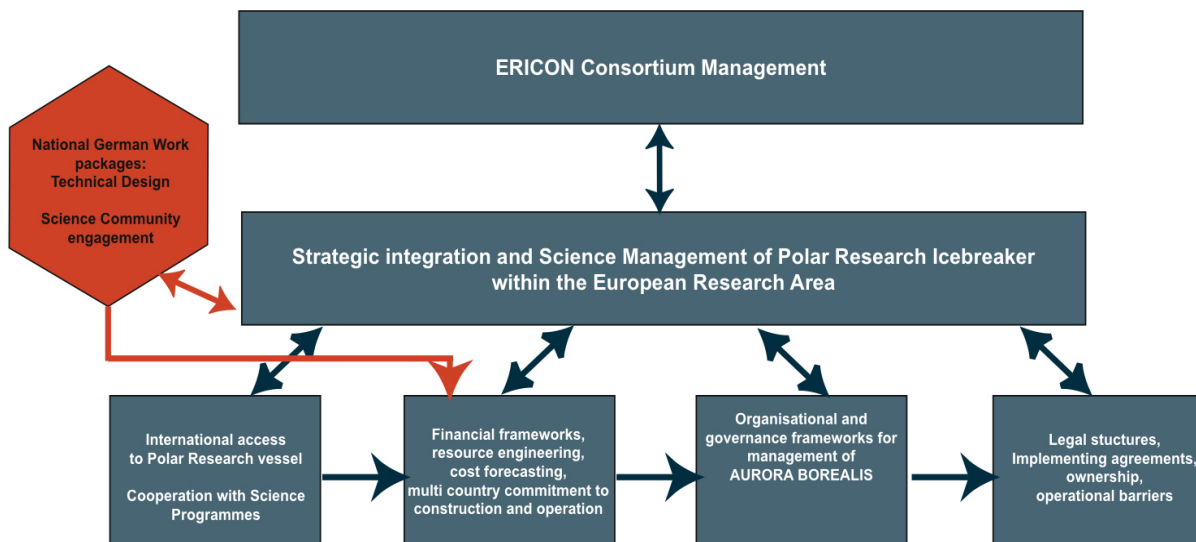 ERICON Consortium Management
National German Work
packages:
Technical Design
Science Community
engagement
Strategic integration and Science Management of Polar Research Icebreaker
within the European Research Area
International access
to Polar Research vessel
Cooperation with Science
Programmes
Financial frameworks,
resource engineering,
cost forecasting,
multi country commitment to
construction and operation
Organisational and
governance frameworks for
management of
AURORA BOREALIS
Legal stuctures,
Implementing agreements,
ownership,
operational barriers